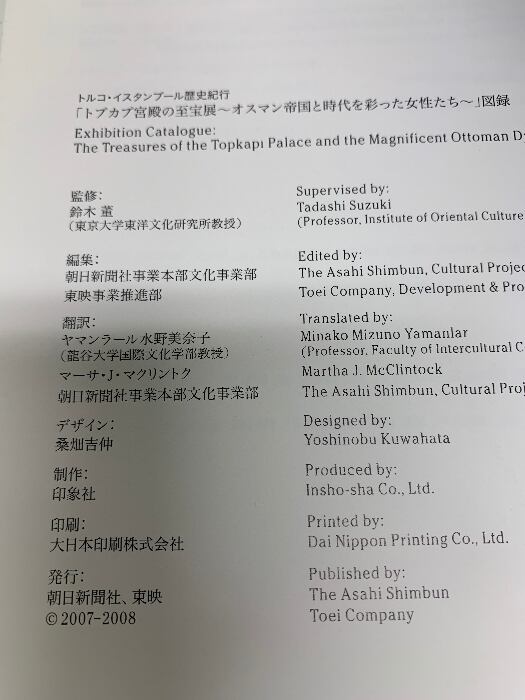 トルコ・イスタンブール歴史紀行
「トプカプ宮殿の至宝展～オスマン帝国と時代を彩った女性たち～」図録
Exhibition Catalogue:
The Treasures of the Topkapı Palace and the Magnificent Ottoman
監修:
鈴木 董
(東京大学東洋文化研究所教授)
Supervised by:
Tadashi Suzuki
(Professor, Institute of Oriental Culture
編集:
朝日新聞社事業本部文化事業部
東映事業推進部
Edited by:
The Asahi Shimbun, Cultural
Toei Company, Development &
翻訳:
ヤマンラール水野美奈子
(龍谷大学国際文化学部教授)
マーサ・J・マクリントク
朝日新聞社事業本部文化事業部
Translated by:
Minako Mizuno Yamanlar
(Professor, Faculty of Intercultural
Martha J. McClintock
The Asahi Shimbun, Cultural
デザイン:
桑畑吉伸
Designed by:
Yoshinobu Kuwahata
制作:
印象社
Produced by:
Insho-sha Co., Ltd.
印刷:
大日本印刷株式会社
Printed by:
Dai Nippon Printing Co., Ltd.
発行:
朝日新聞社、東映
©2007-2008
Published by:
The Asahi Shimbun
Toei Company